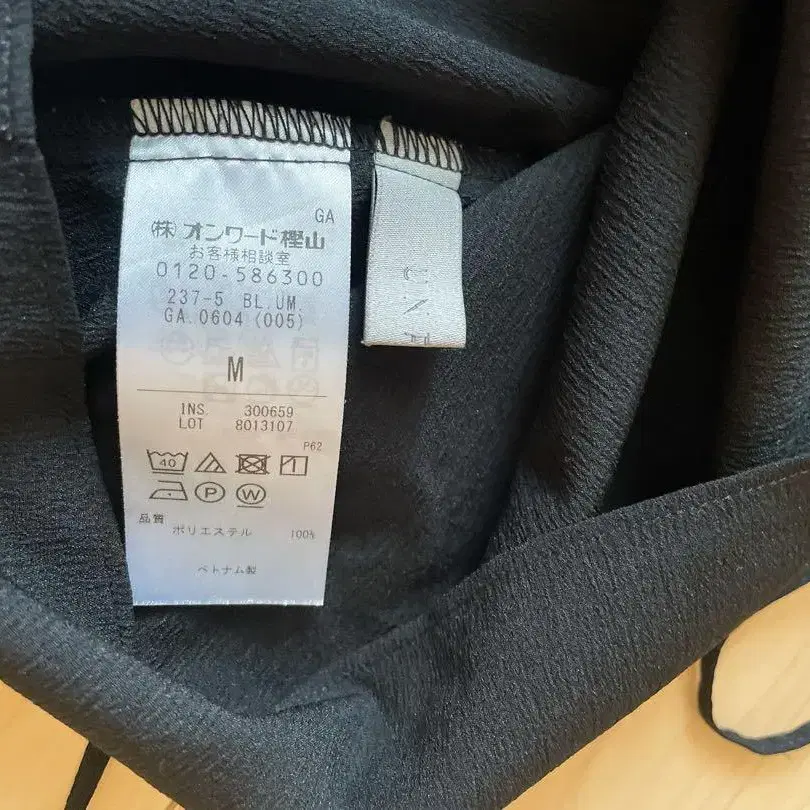 GA
(株)オンワード樫山
お客様相談室
0120-586300
237-5 BL.UM
GA.0604 (005)
M
INS. 300659
LOT 8013107
P62
40
1
P
W
品質
ポリエステル 100%
ベトナム製